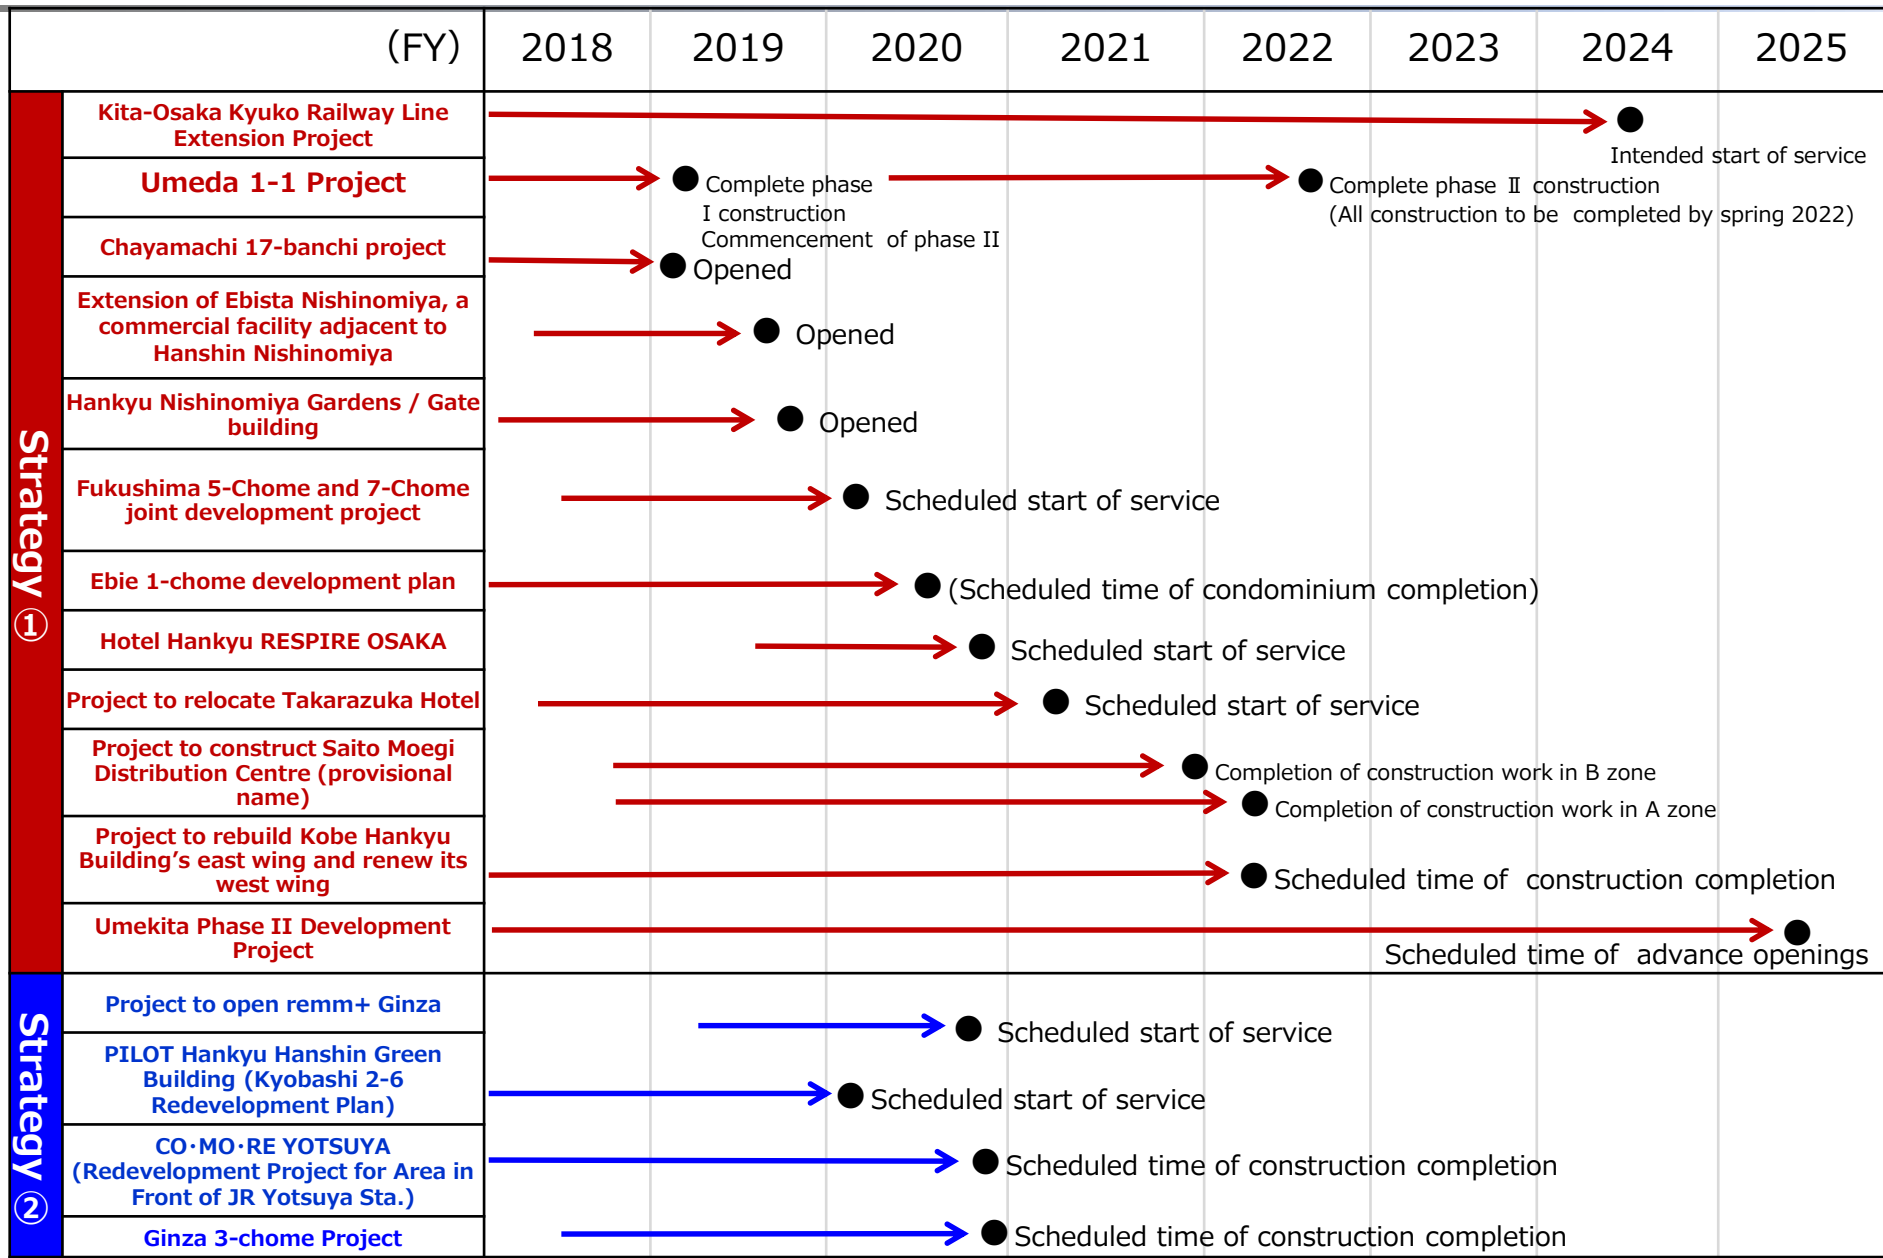 (FY) 2018 2019 2020 2021 2022 2023 2024 2025
Strategy ①
Kita-Osaka Kyuko Railway Line
Extension Project
Intended start of service
Umeda 1-1 Project
Complete phase
I construction
Commencement of phase II
Complete phase Ⅱ construction
(All construction to be completed by spring 2022)
Chayamachi 17-banchi project
Opened
Extension of Ebista Nishinomiya, a
commercial facility adjacent to
Hanshin Nishinomiya
Opened
Hankyu Nishinomiya Gardens / Gate
building
Opened
Fukushima 5-Chome and 7-Chome
joint development project
Scheduled start of service
Ebie 1-chome development plan
(Scheduled time of condominium completion)
Hotel Hankyu RESPIRE OSAKA
Scheduled start of service
Project to relocate Takarazuka Hotel
Scheduled start of service
Project to construct Saito Moegi
Distribution Centre (provisional
name)
Completion of construction work in B zone
Completion of construction work in A zone
Project to rebuild Kobe Hankyu
Building’s east wing and renew its
west wing
Scheduled time of construction completion
Umekita Phase II Development
Project
Scheduled time of advance openings
Strategy ②
Project to open remm+ Ginza
Scheduled start of service
PILOT Hankyu Hanshin Green
Building (Kyobashi 2-6
Redevelopment Plan)
Scheduled start of service
CO･MO･RE YOTSUYA
(Redevelopment Project for Area in
Front of JR Yotsuya Sta.)
Scheduled time of construction completion
Ginza 3-chome Project
Scheduled time of construction completion